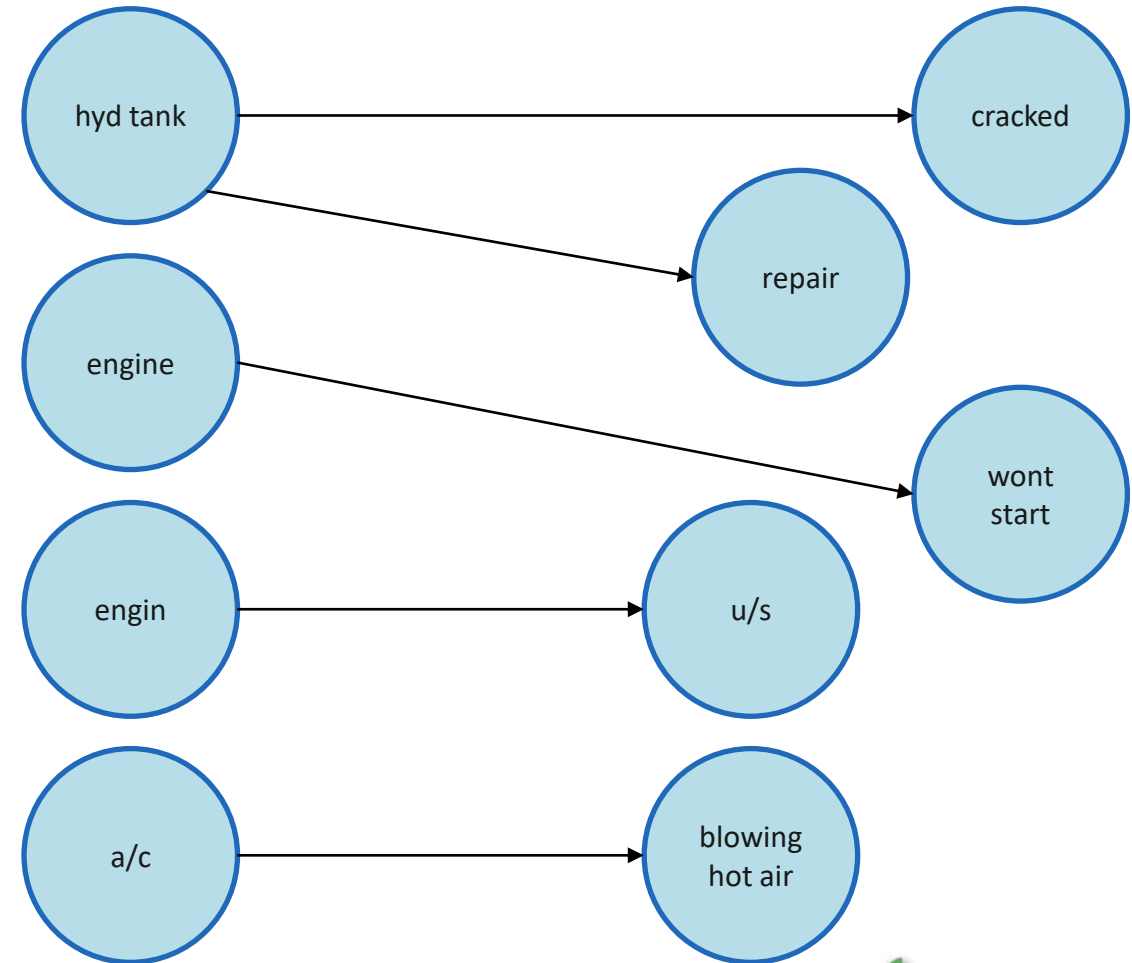 hyd tank
cracked
repair
engine
wont
start
engin
u/s
a/c
blowing
hot air